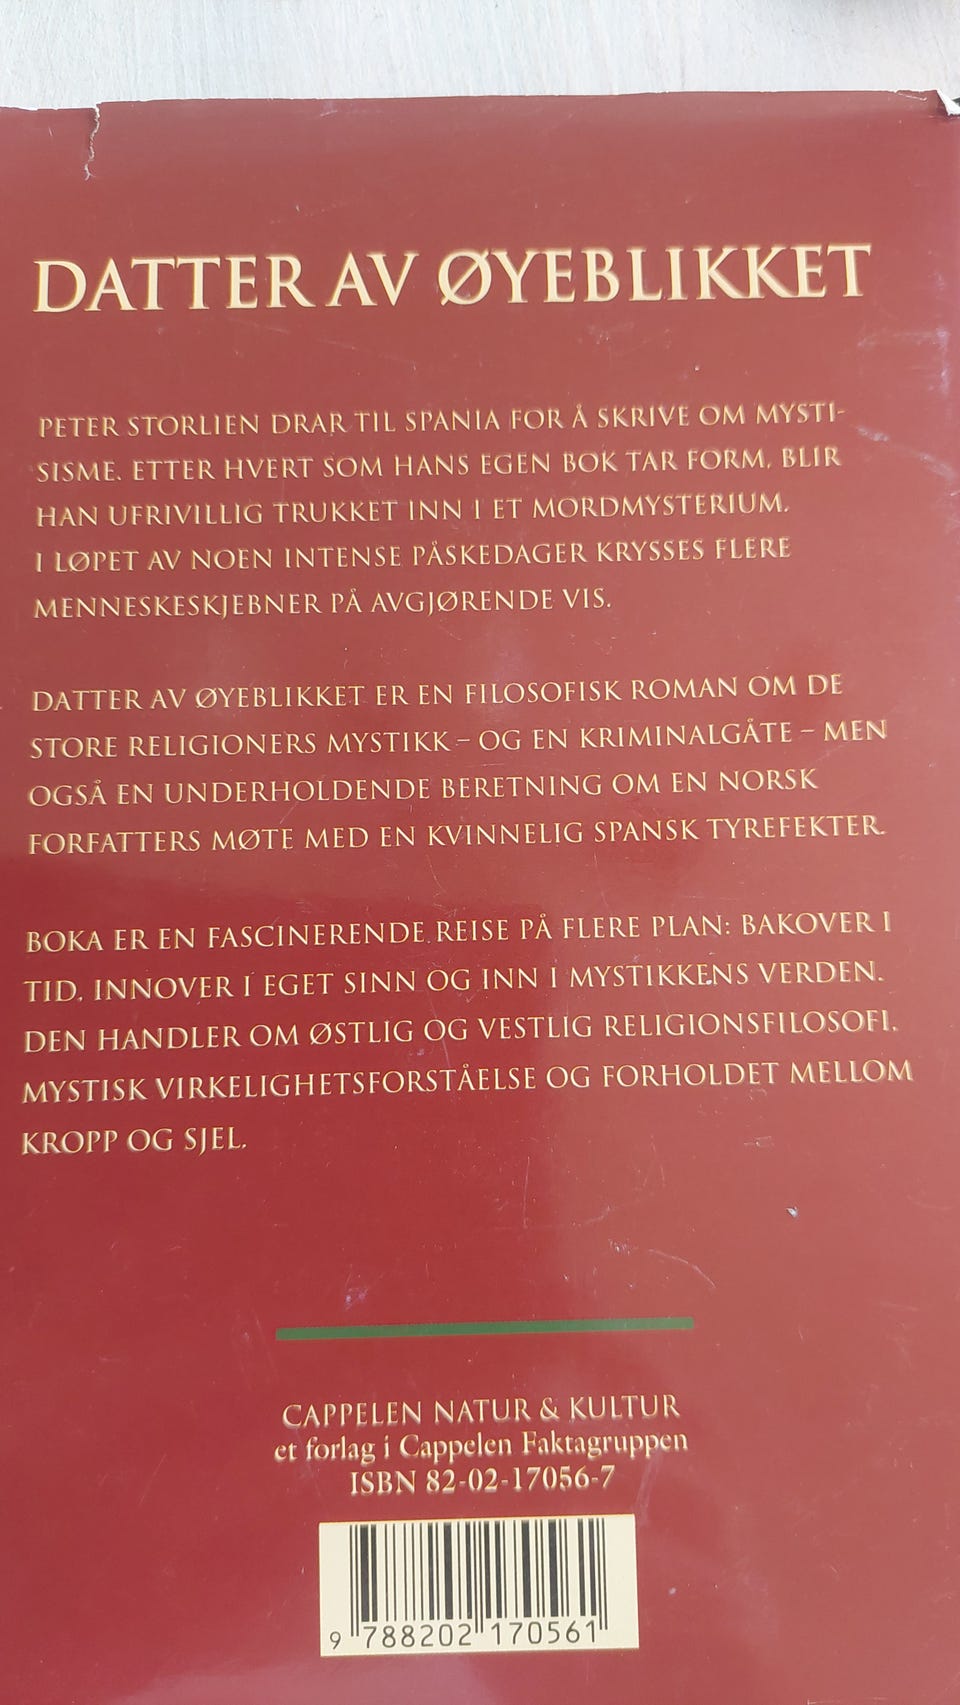 DATTER AV ØYEBLIKKET
PETER STORLIEN DRAR TIL SPANIA FOR Å SKRIVE OM MYSTI-
SISME. ETTER HVERT SOM HANS EGEN BOK TAR FORM, BLIR
HAN UFRIVILLIG TRUKKET INN I ET MORDMYSTERIUM.
I LØPET AV NOEN INTENSE PÅSKEDAGER KRYSSES FLERE
MENNESKESKJEBNER PÅ AVGJØRENDE VIS.
DATTER AV ØYEBLIKKET ER EN FILOSOFISK ROMAN OM DE
STORE RELIGIONERS MYSTIKK – OG EN KRIMINALGÅTE – MEN
OGSÅ EN UNDERHOLDENDE BERETNING OM EN NORSK
FORFATTERS MØTE MED EN KVINNELIG SPANSK TYREFEKTER.
BOKA ER EN FASCINERENDE REISE PÅ FLERE PLAN: BAKOVER I
TID, INNOVER I EGET SINN OG INN I MYSTIKKENS VERDEN.
DEN HANDLER OM ØSTLIG OG VESTLIG RELIGIONSFILOSOFI,
MYSTISK VIRKELIGHETSFORSTÅELSE OG FORHOLDET MELLOM
KROPP OG SJEL.
CAPPELEN NATUR & KULTUR
et forlag i Cappelen Faktagruppen
ISBN 82-02-17056-7
9 788202 170561